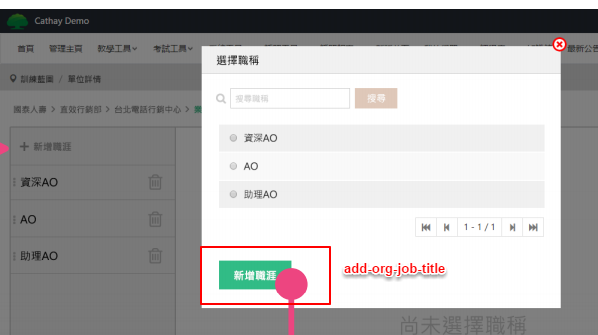 Cathay Demo
首頁 管理主頁 教學工具 考試工具
最新公告
訓練藍圖 / 單位詳情
國泰人壽 > 直效行銷部 > 台北電話行銷中心 >
+ 新增職涯
資深AO
AO
助理AO
選擇職稱
搜尋職稱
搜尋
資深AO
AO
助理AO
1 - 1 / 1
新增職涯
add-org-job-title
尚未選擇職稱